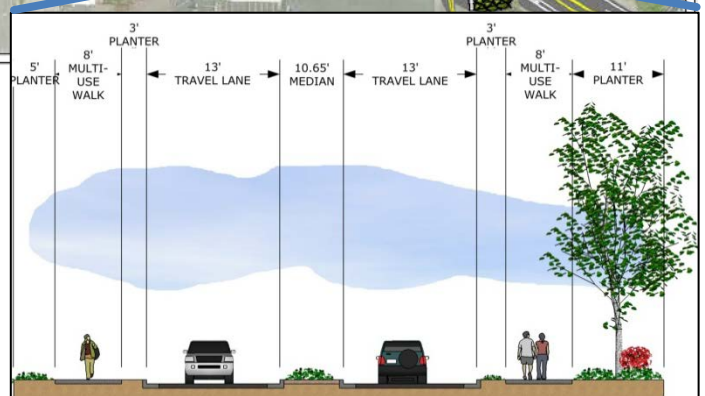 5'
PLANTER
8'
MULTI-
USE
WALK
3'
PLANTER
13'
TRAVEL LANE
10.65'
MEDIAN
13'
TRAVEL LANE
3'
PLANTER
8'
MULTI-
USE
WALK
11'
PLANTER